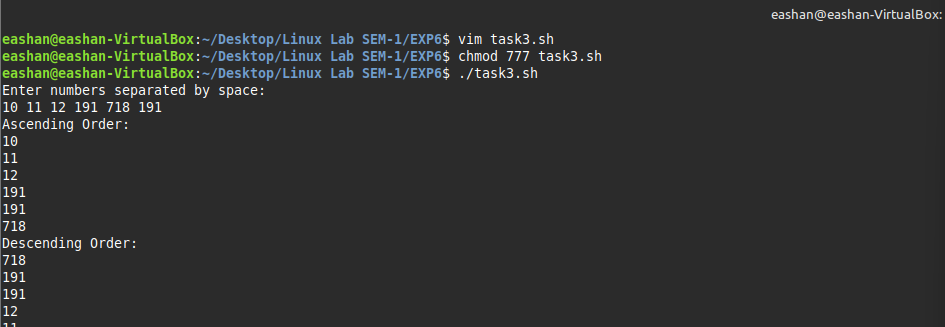 eashan@eashan-VirtualBox:
eashan@eashan-VirtualBox:~/Desktop/Linux Lab SEM-1/EXP6$ vim task3.sh
eashan@eashan-VirtualBox:~/Desktop/Linux Lab SEM-1/EXP6$ chmod 777 task3.sh
eashan@eashan-VirtualBox:~/Desktop/Linux Lab SEM-1/EXP6$ ./task3.sh
Enter numbers separated by space:
10 11 12 191 718 191
Ascending Order:
10
11
12
191
191
718
Descending Order:
718
191
191
12
11